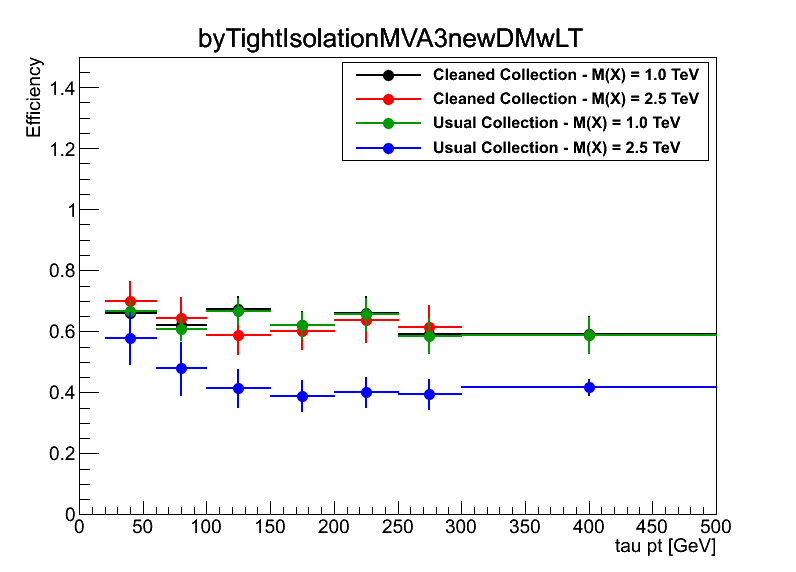 byTightIsolationMVA3newDMwLT
Efficiency
Cleaned Collection - M(X) = 1.0 TeV
Cleaned Collection - M(X) = 2.5 TeV
Usual Collection - M(X) = 1.0 TeV
Usual Collection - M(X) = 2.5 TeV
1.4
1.2
1
0.8
0.6
0.4
0.2
0
0 50 100 150 200 250 300 350 400 450 500
tau pt [GeV]